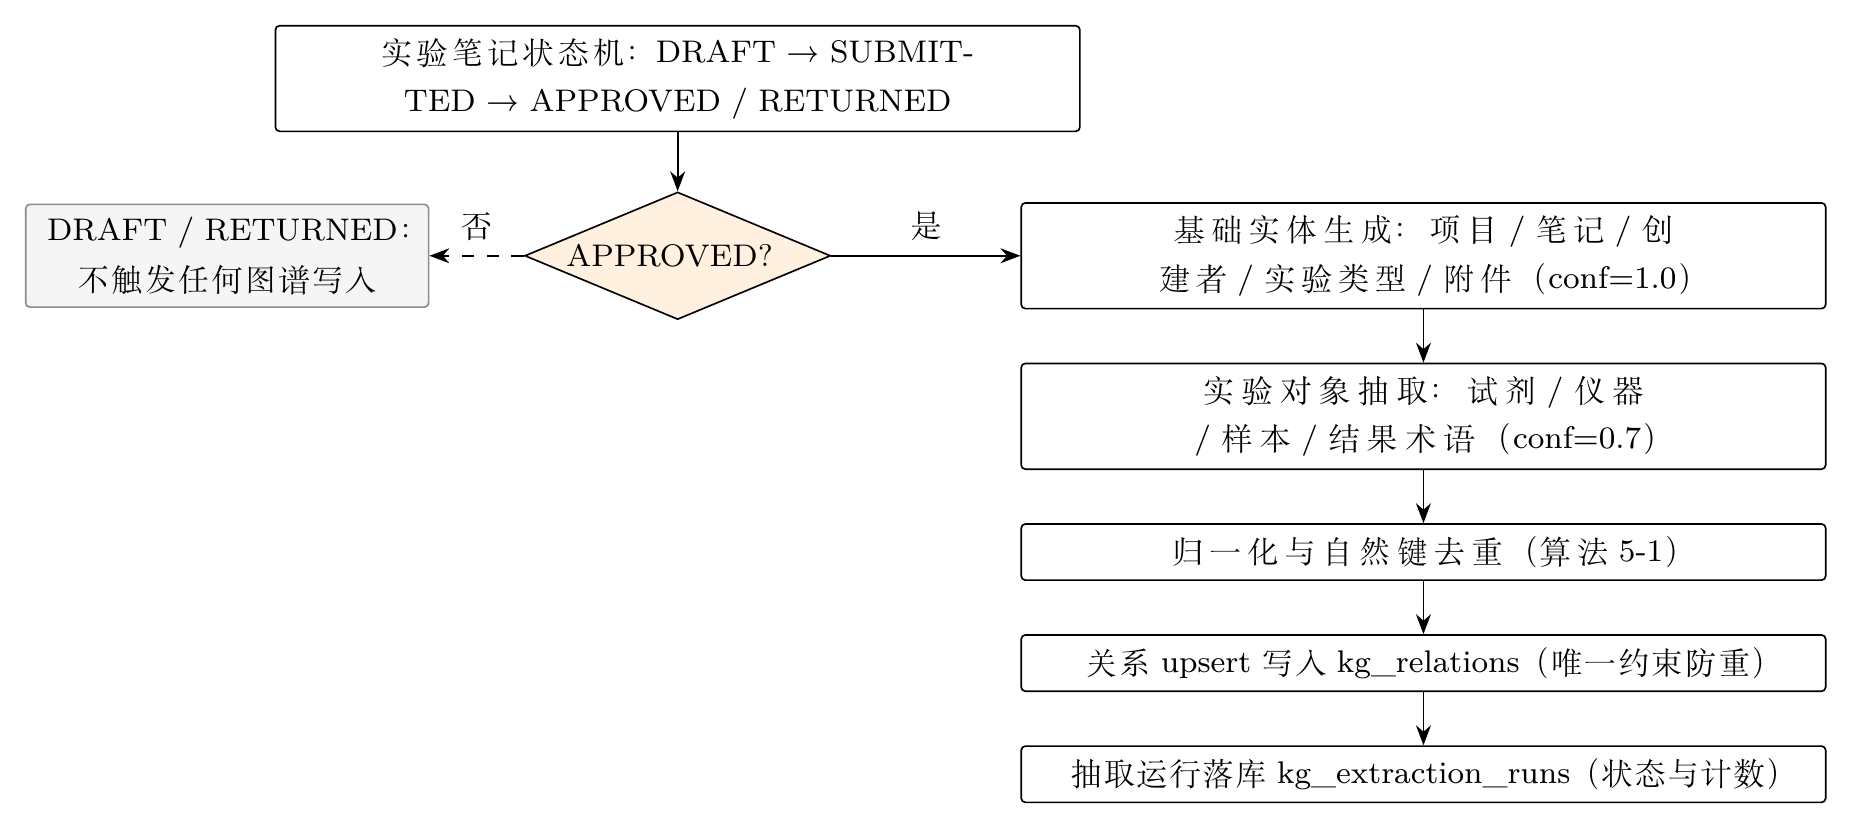 实验笔记状态机：DRAFT → SUBMIT-
TED → APPROVED / RETURNED
DRAFT / RETURNED：
不触发任何图谱写入
否
APPROVED?
是
基础实体生成：项目 / 笔记 / 创
建者 / 实验类型 / 附件（conf=1.0）
实验对象抽取：试剂 / 仪器
/ 样本 / 结果术语（conf=0.7）
归一化与自然键去重（算法 5-1）
关系 upsert 写入 kg_relations（唯一约束防重）
抽取运行落库 kg_extraction_runs（状态与计数）